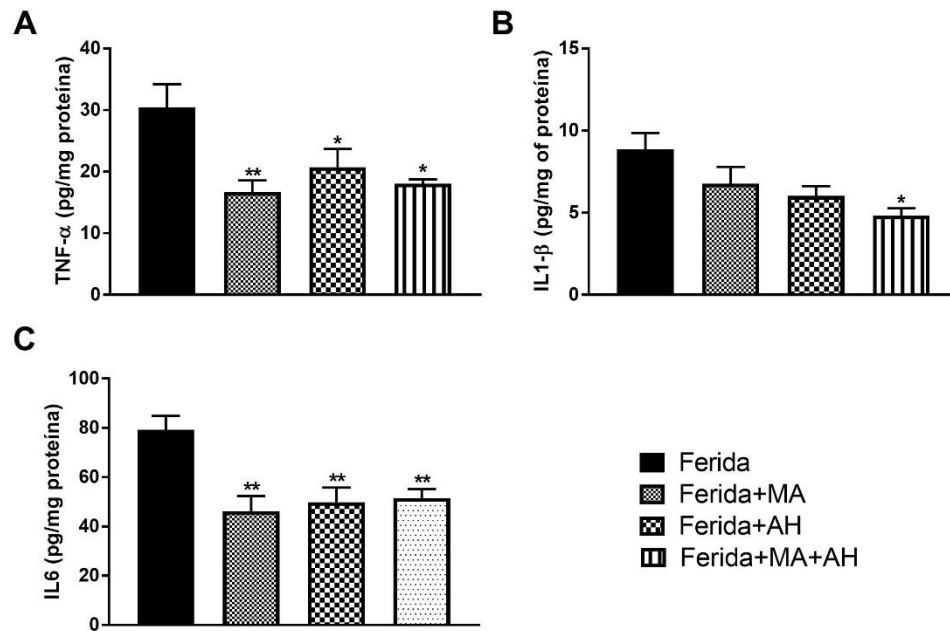 A
TNF-α (pg/mg proteína)
40
30
20
10
0
**
*
*
B
IL1-β (pg/mg of proteína)
15
10
5
0
*
C
IL6 (pg/mg proteína)
100
80
60
40
20
0
**
**
**
Ferida
Ferida+MA
Ferida+AH
Ferida+MA+AH